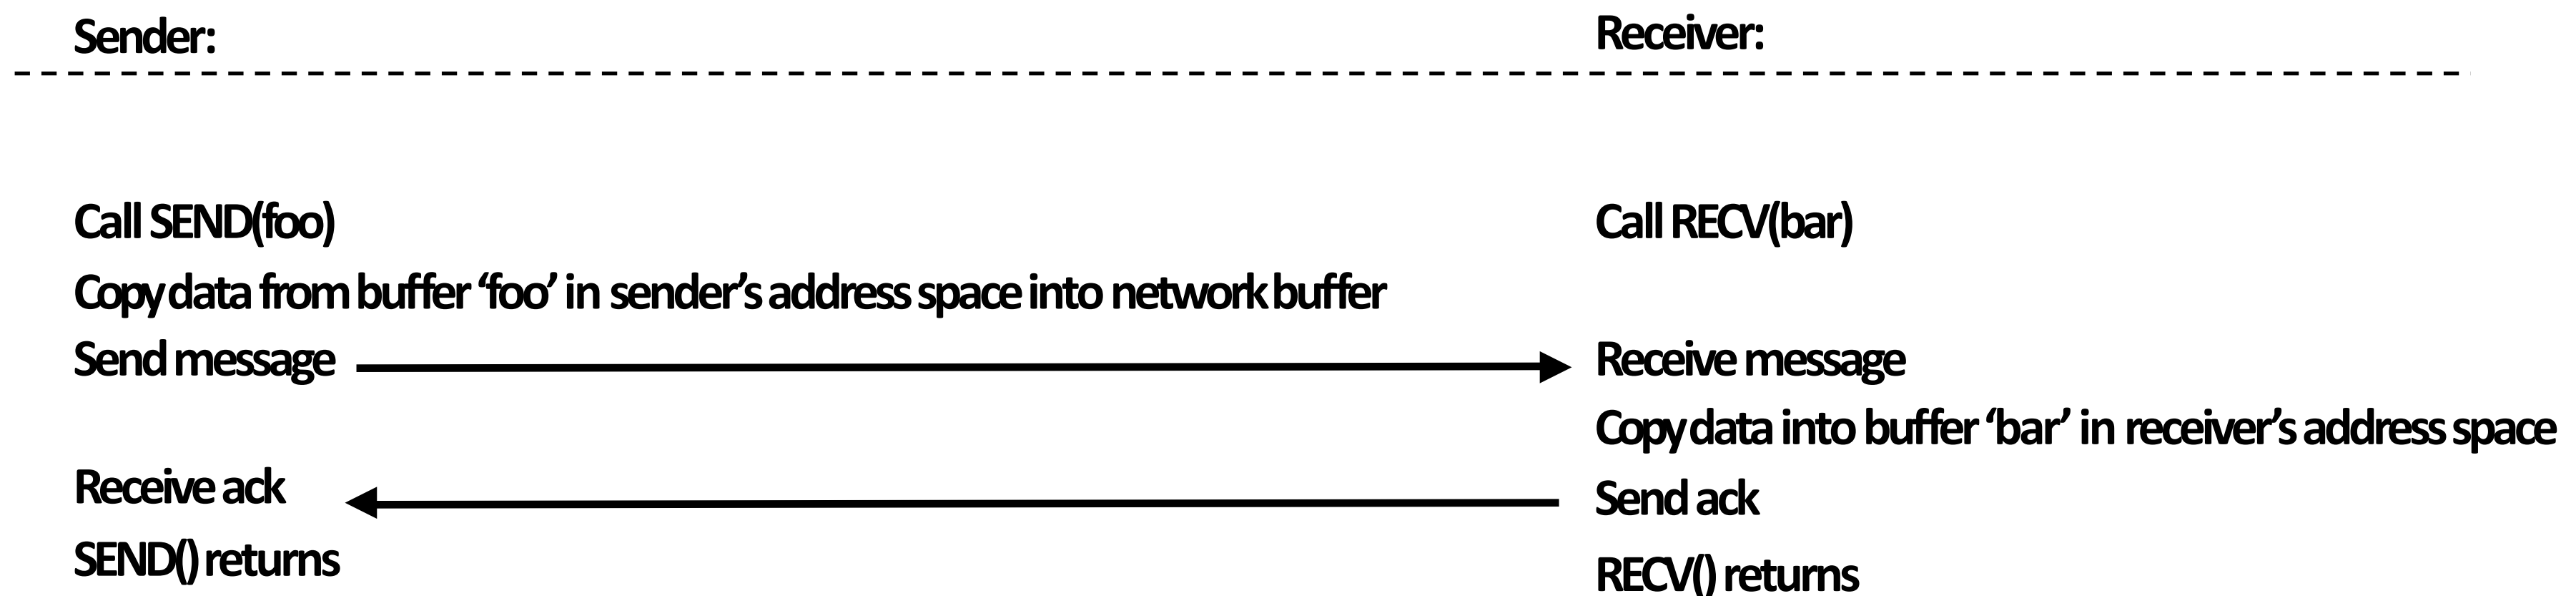 Sender:
Receiver:
Call SEND(foo)
Call RECV(bar)
Copy data from buffer ‘foo’ in sender’s address space into network buffer
Send message
Receive message
Copy data into buffer ‘bar’ in receiver’s address space
Receive ack
Send ack
SEND() returns
RECV() returns